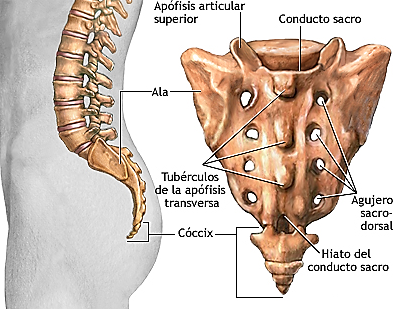 Apófisis articular
superior
Conducto sacro
Ala
Tubérculos
de la apófisis
transversa
Agujero
sacro-
dorsal
Cóccix
Hiato del
conducto sacro